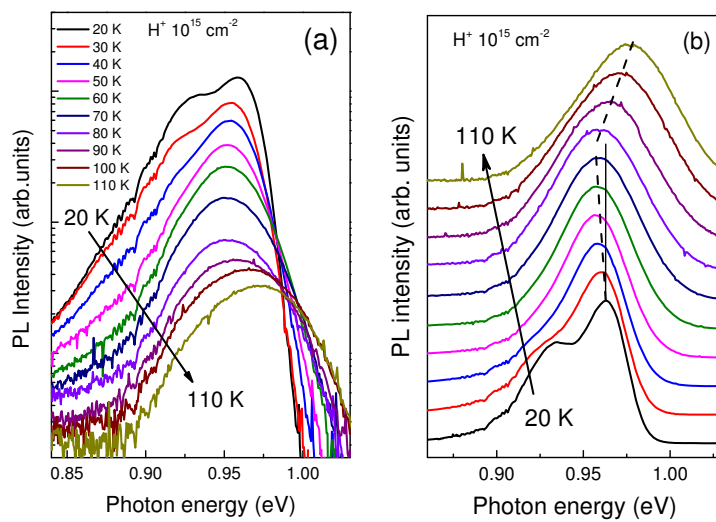 H⁺ 10¹⁵ cm⁻²
(a)
20 K
30 K
40 K
50 K
60 K
70 K
80 K
90 K
100 K
110 K
20 K
110 K
PL Intensity (arb.units)
0.85 0.90 0.95 1.00
Photon energy (eV)
H⁺ 10¹⁵ cm⁻²
(b)
110 K
20 K
PL intensity (arb. units)
0.90 0.95 1.00
Photon energy (eV)